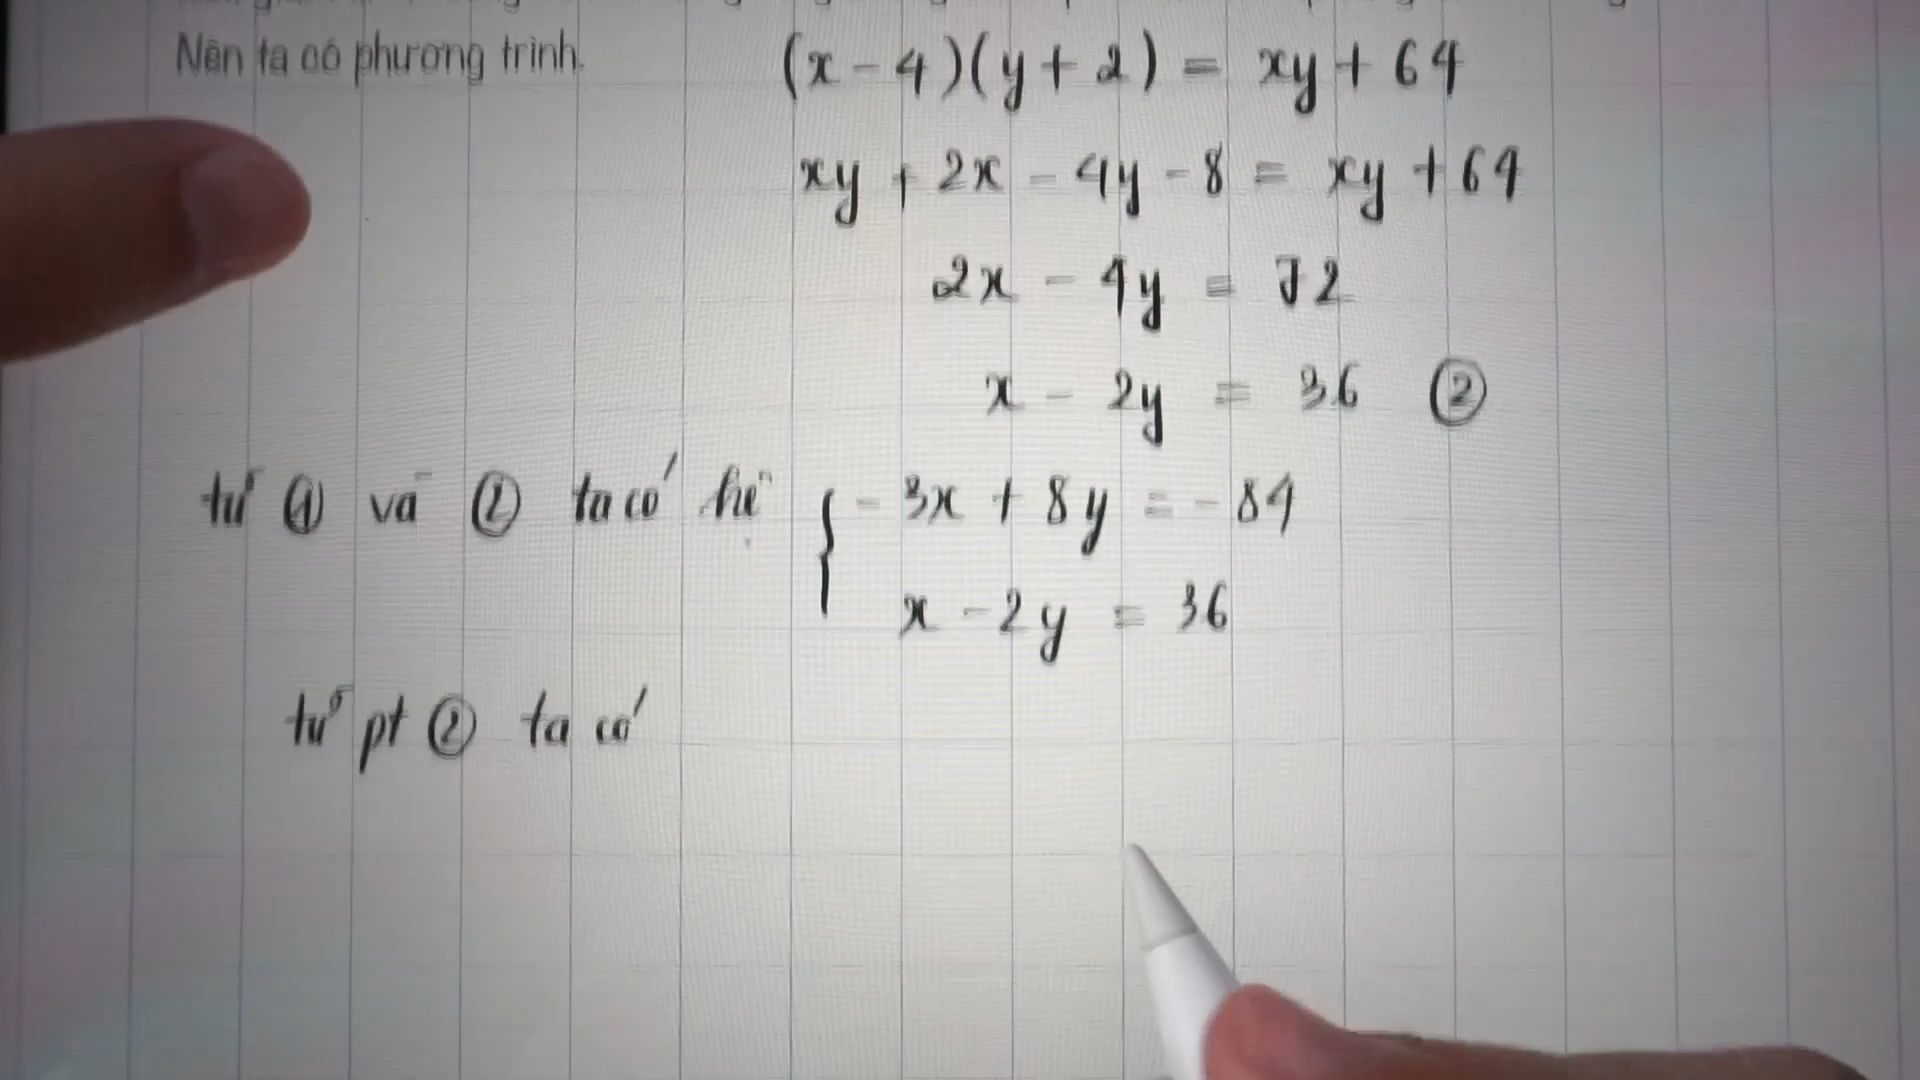 Nên ta có phương trình. (x - 4)(y + 2) = xy + 64
xy + 2x - 4y - 8 = xy + 64
2x - 4y = 72
x - 2y = 36 ②
từ ① và ② ta có hệ { - 3x + 8y = - 84
x - 2y = 36
từ pt ② ta có